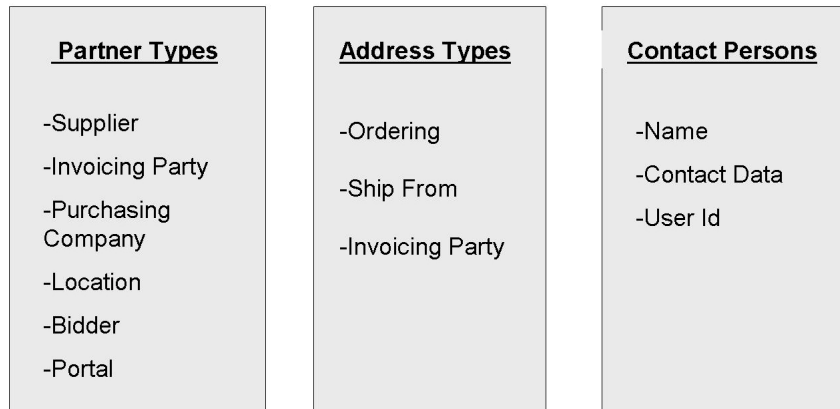 Partner Types
-Supplier
-Invoicing Party
-Purchasing
Company
-Location
-Bidder
-Portal
Address Types
-Ordering
-Ship From
-Invoicing Party
Contact Persons
-Name
-Contact Data
-User Id